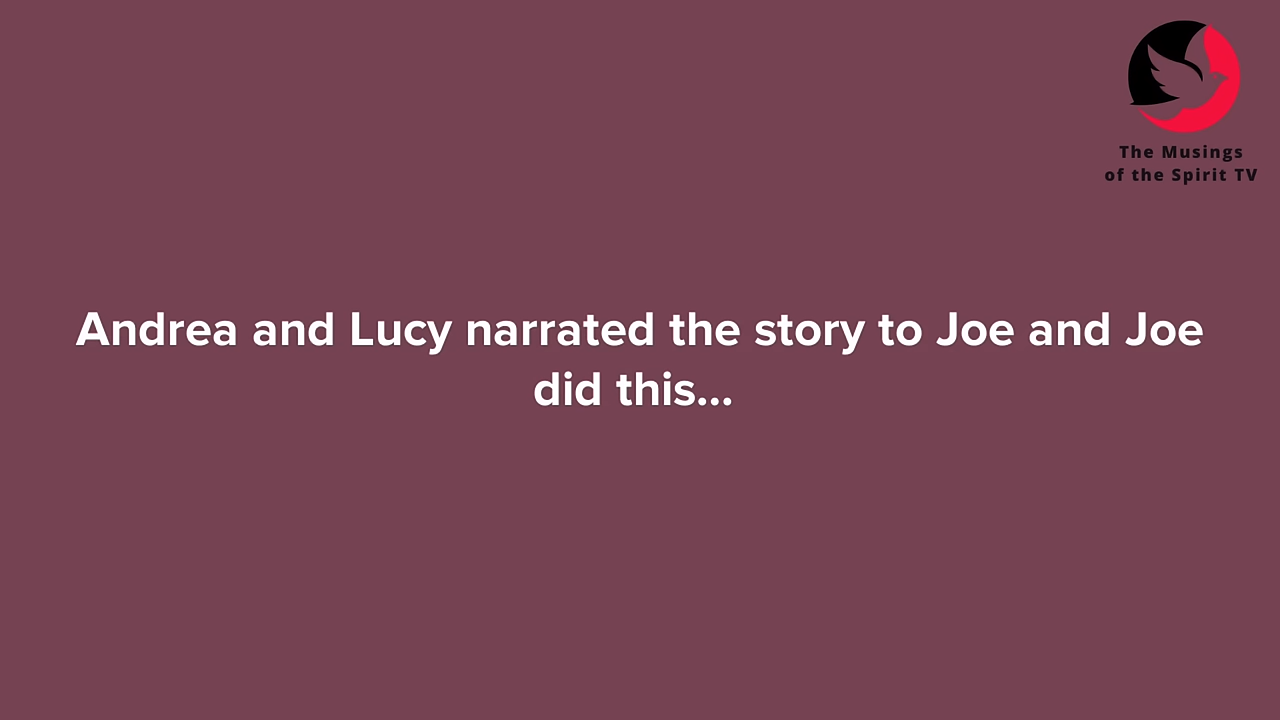 The Musings
of the Spirit TV
Andrea and Lucy narrated the story to Joe and Joe
did this...